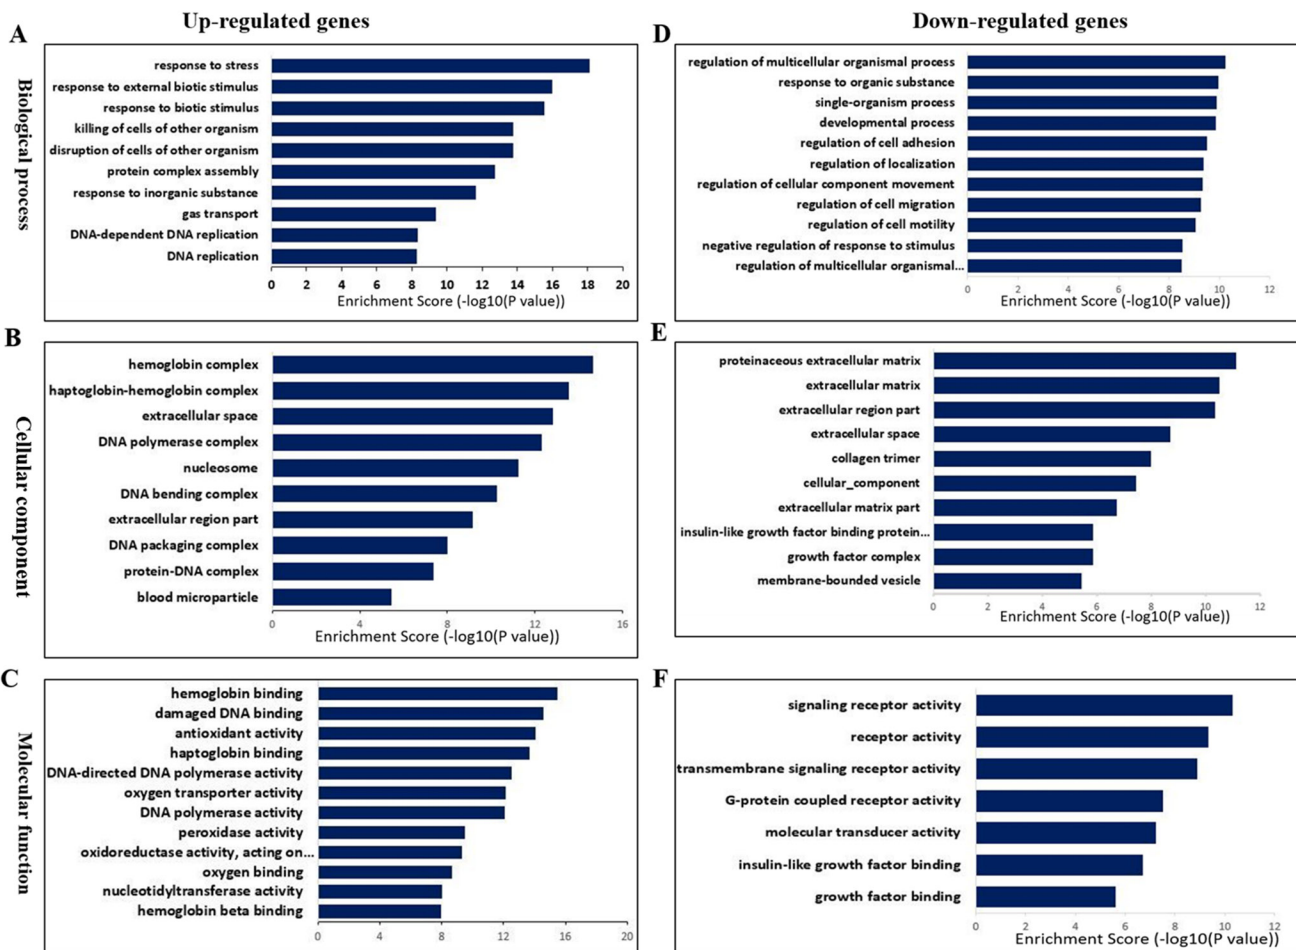 Up-regulated genes
Down-regulated genes
A
Biological process
response to stress
response to external biotic stimulus
response to biotic stimulus
killing of cells of other organism
disruption of cells of other organism
protein complex assembly
response to inorganic substance
gas transport
DNA-dependent DNA replication
DNA replication
0 2 4 6 8 10 12 14 16 18 20
Enrichment Score (-log10(P value))
D
regulation of multicellular organismal process
response to organic substance
single-organism process
developmental process
regulation of cell adhesion
regulation of localization
regulation of cellular component movement
regulation of cell migration
regulation of cell motility
negative regulation of response to stimulus
regulation of multicellular organismal...
0 2 4 6 8 10 12
Enrichment Score (-log10(P value))
B
Cellular component
hemoglobin complex
haptoglobin-hemoglobin complex
extracellular space
DNA polymerase complex
nucleosome
DNA bending complex
extracellular region part
DNA packaging complex
protein-DNA complex
blood microparticle
0 4 8 12 16
Enrichment Score (-log10(P value))
E
proteinaceous extracellular matrix
extracellular matrix
extracellular region part
extracellular space
collagen trimer
cellular_component
extracellular matrix part
insulin-like growth factor binding protein...
growth factor complex
membrane-bounded vesicle
0 2 4 6 8 10 12
Enrichment Score (-log10(P value))
C
Molecular function
hemoglobin binding
damaged DNA binding
antioxidant activity
haptoglobin binding
DNA-directed DNA polymerase activity
oxygen transporter activity
DNA polymerase activity
peroxidase activity
oxidoreductase activity, acting on...
oxygen binding
nucleotidyltransferase activity
hemoglobin beta binding
0 4 8 12 16 20
F
signaling receptor activity
receptor activity
transmembrane signaling receptor activity
G-protein coupled receptor activity
molecular transducer activity
insulin-like growth factor binding
growth factor binding
0 2 4 6 8 10 12
Enrichment Score (-log10(P value))